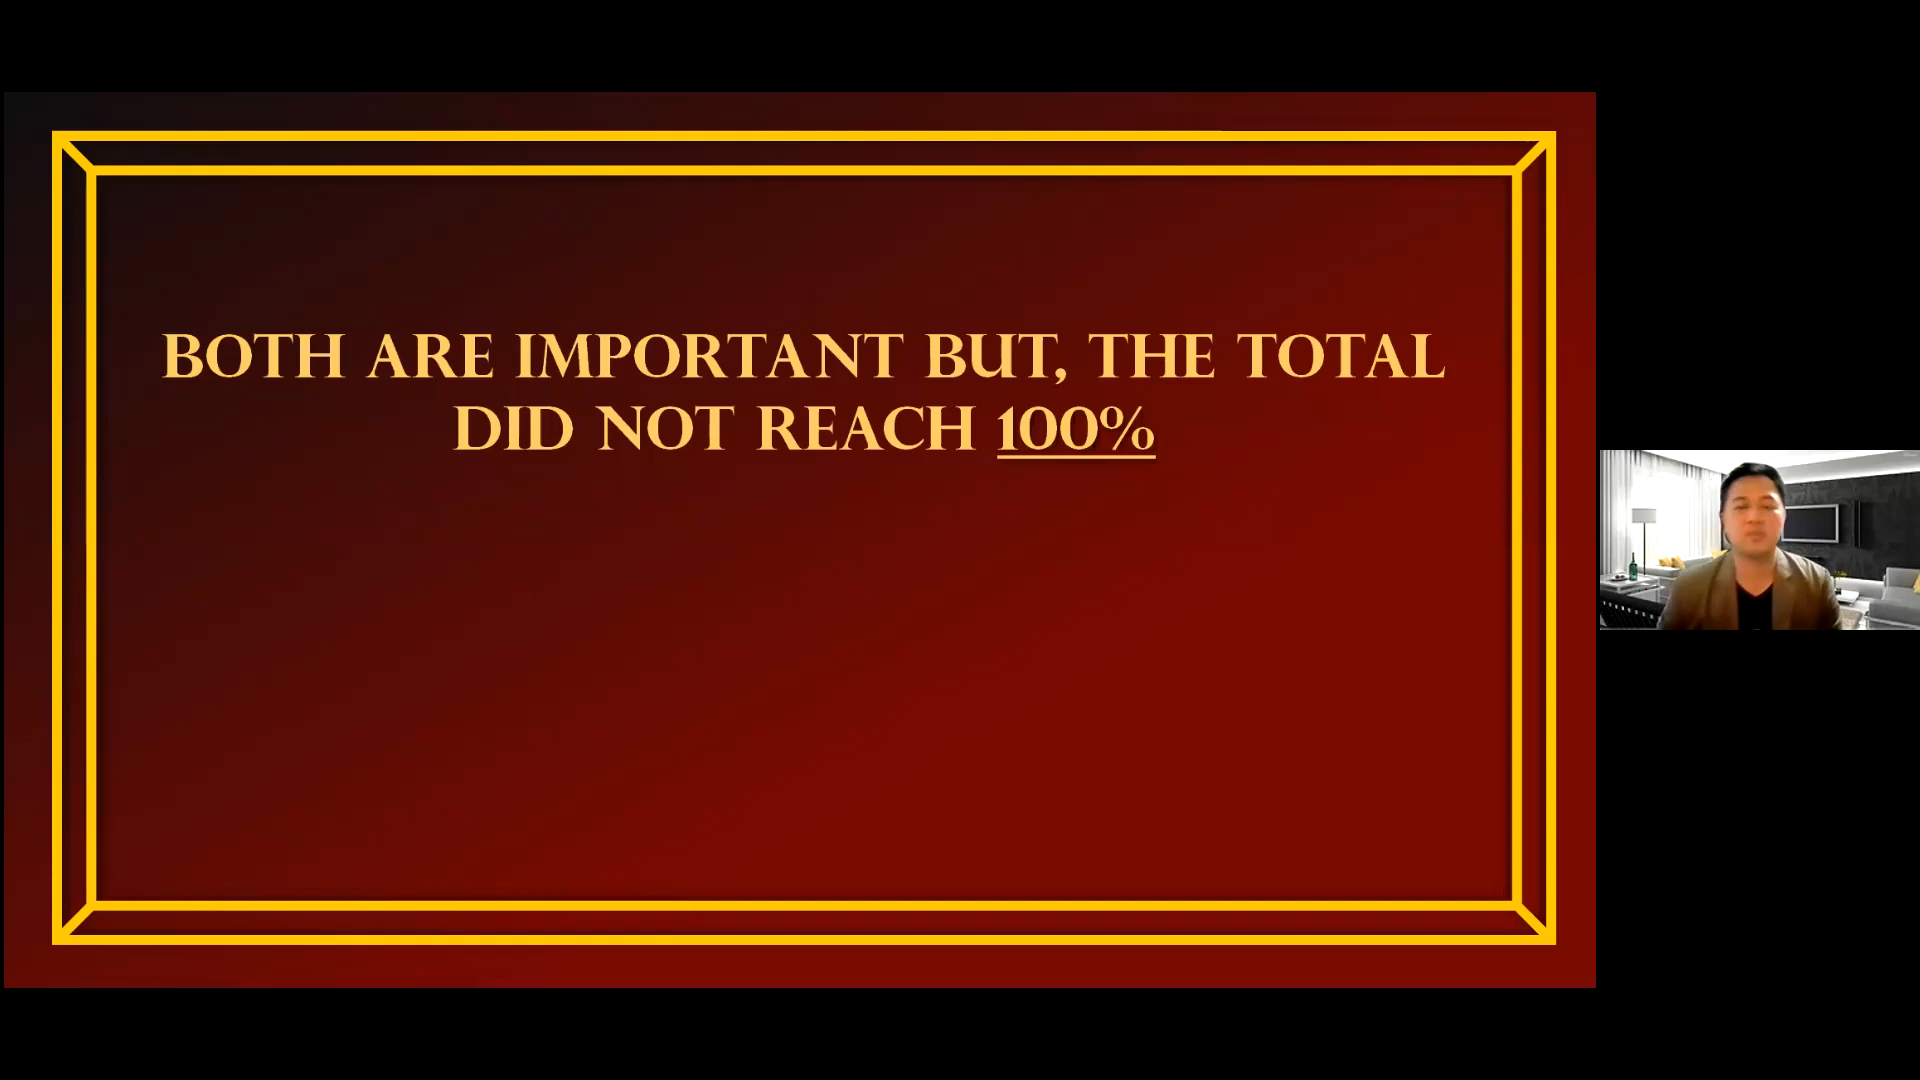 BOTH ARE IMPORTANT BUT, THE TOTAL
DID NOT REACH 100%